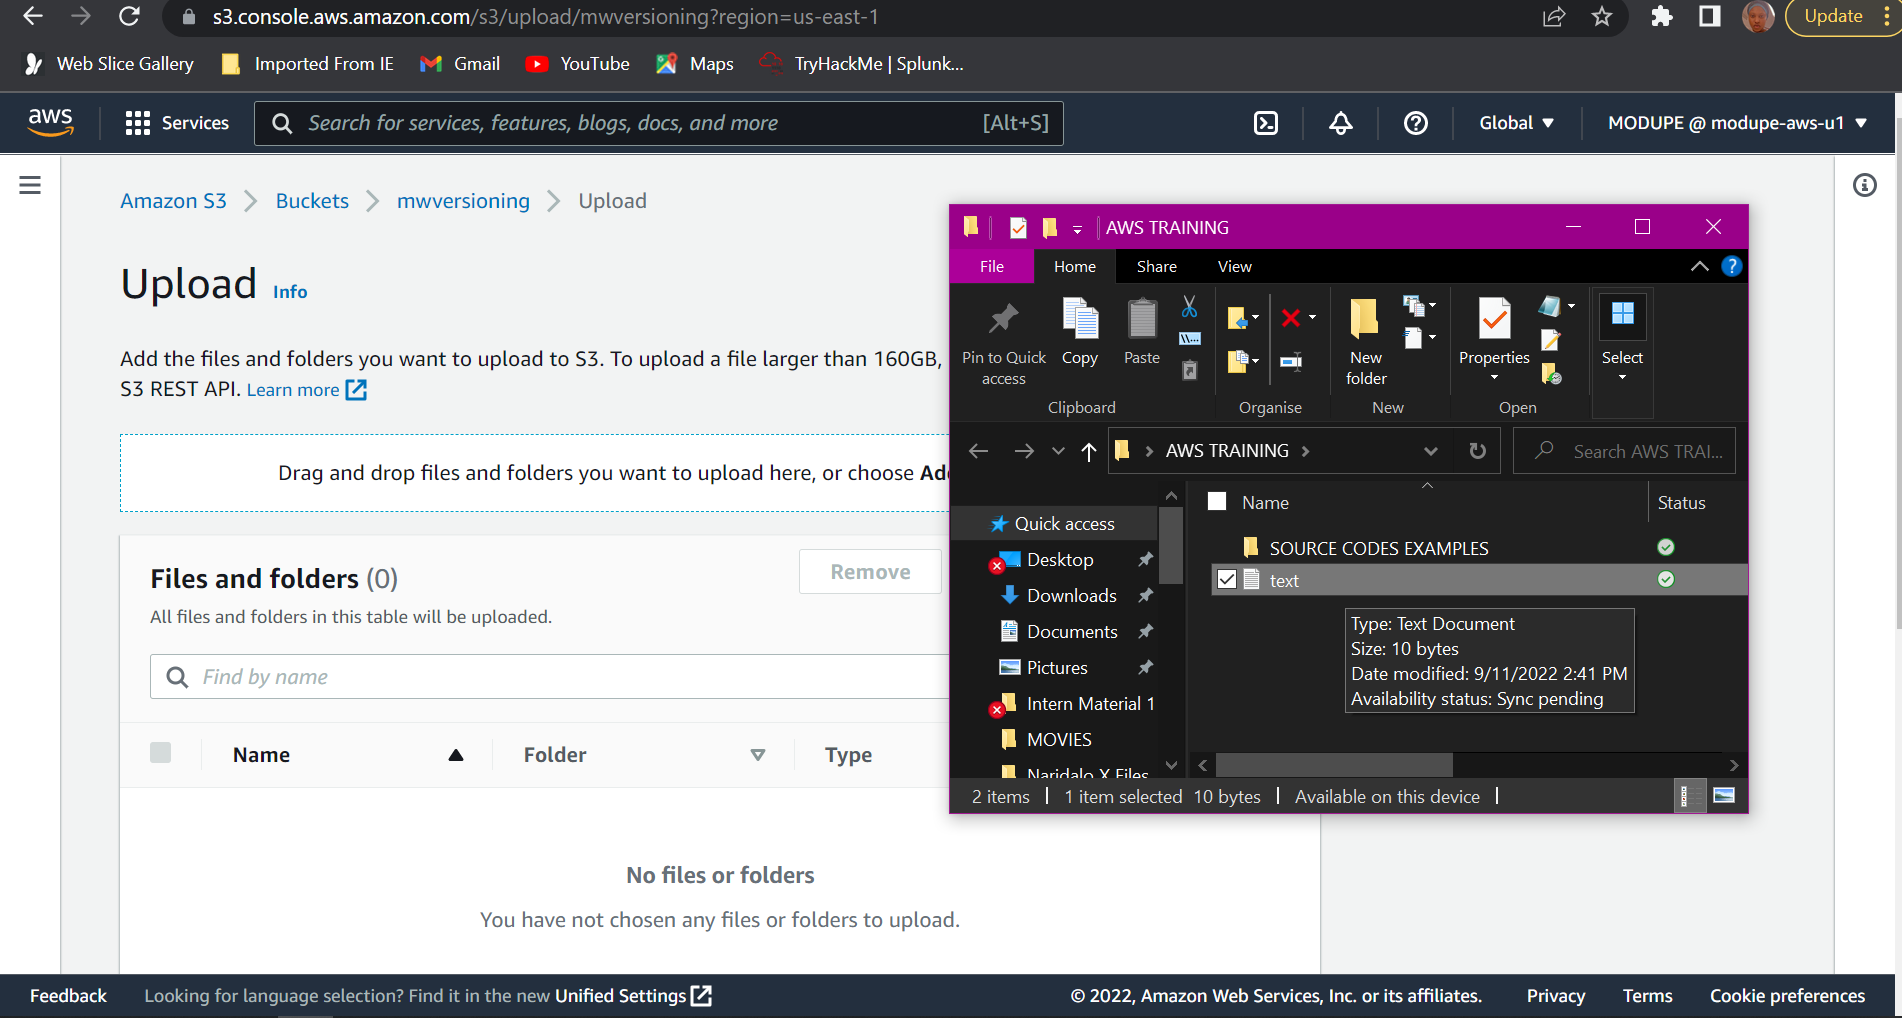 s3.console.aws.amazon.com/s3/upload/mwversioning?region=us-east-1
Update
Web Slice Gallery
Imported From IE
Gmail
YouTube
Maps
TryHackMe | Splunk...
aws
Services
Search for services, features, blogs, docs, and more
[Alt+S]
Global
MODUPE @ modupe-aws-u1
Amazon S3
Buckets
mwversioning
Upload
Upload
Info
Add the files and folders you want to upload to S3. To upload a file larger than 160GB,
S3 REST API. Learn more
Drag and drop files and folders you want to upload here, or choose Ad
Files and folders (0)
Remove
All files and folders in this table will be uploaded.
Find by name
Name
Folder
Type
No files or folders
You have not chosen any files or folders to upload.
AWS TRAINING
File
Home
Share
View
?
Pin to Quick
access
Copy
Paste
Clipboard
Organise
New
folder
New
Properties
Open
Select
AWS TRAINING
Search AWS TRAI...
Quick access
Desktop
Downloads
Documents
Pictures
Intern Material 1
MOVIES
Naridalo X Files
Name
Status
SOURCE CODES EXAMPLES
text
Type: Text Document
Size: 10 bytes
Date modified: 9/11/2022 2:41 PM
Availability status: Sync pending
2 items
1 item selected 10 bytes
Available on this device
Feedback
Looking for language selection? Find it in the new Unified Settings
© 2022, Amazon Web Services, Inc. or its affiliates.
Privacy
Terms
Cookie preferences